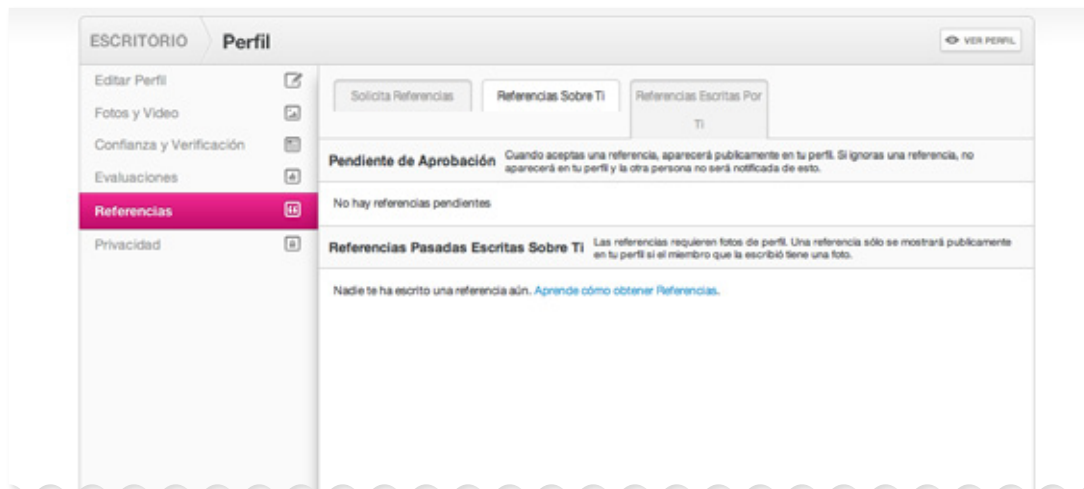 ESCRITORIO Perfil VER PERFIL
Editar Perfil
Fotos y Video
Confianza y Verificación
Evaluaciones
Referencias
Privacidad
Solicita Referencias Referencias Sobre Ti Referencias Escritas Por
Ti
Pendiente de Aprobación Cuando aceptas una referencia, aparecerá publicamente en tu perfil. Si ignoras una referencia, no
aparecerá en tu perfil y la otra persona no será notificada de esto.
No hay referencias pendientes
Referencias Pasadas Escritas Sobre Ti Las referencias requieren fotos de perfil. Una referencia sólo se mostrará publicamente
en tu perfil si el miembro que la escribió tiene una foto.
Nadie te ha escrito una referencia aún. Aprende cómo obtener Referencias.